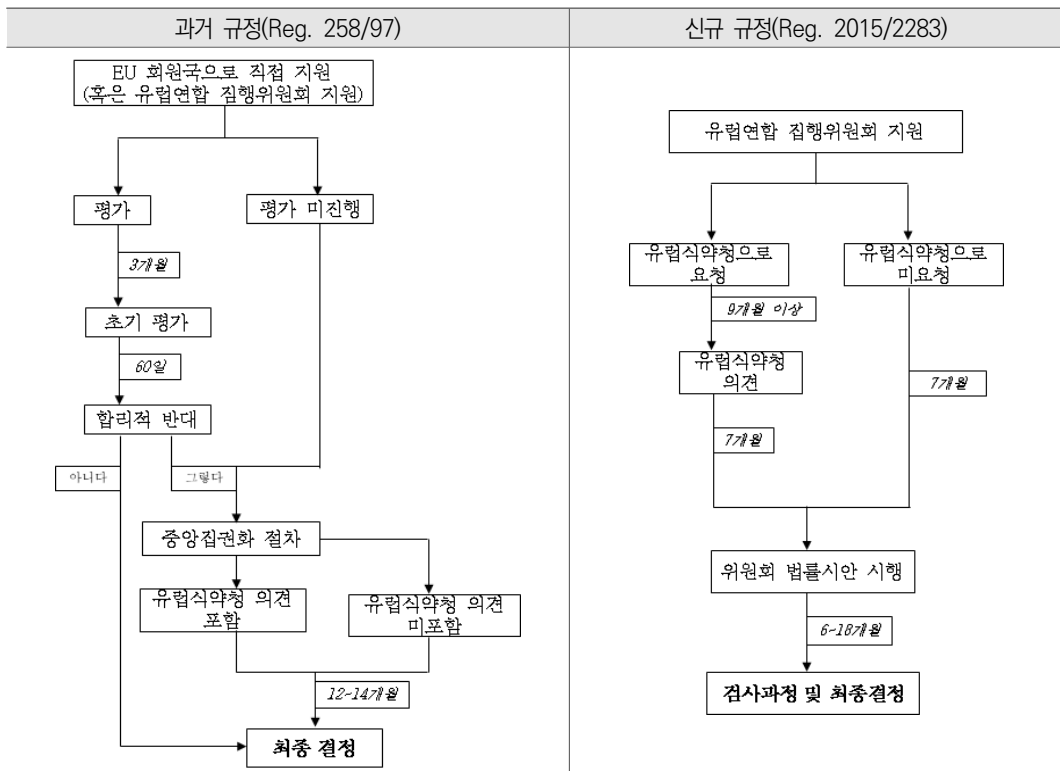 과거 규정(Reg. 258/97)
EU 회원국으로 직접 지원
(혹은 유럽연합 집행위원회 지원)
평가
평가 미진행
3개월
초기 평가
60일
합리적 반대
아니다
그렇다
중앙집권화 절차
유럽식약청 의견
포함
유럽식약청 의견
미포함
12~14개월
최종 결정
신규 규정(Reg. 2015/2283)
유럽연합 집행위원회 지원
유럽식약청으로
요청
유럽식약청으로
미요청
9개월 이상
유럽식약청
의견
7개월
7개월
위원회 법률시안 시행
6~18개월
검사과정 및 최종결정